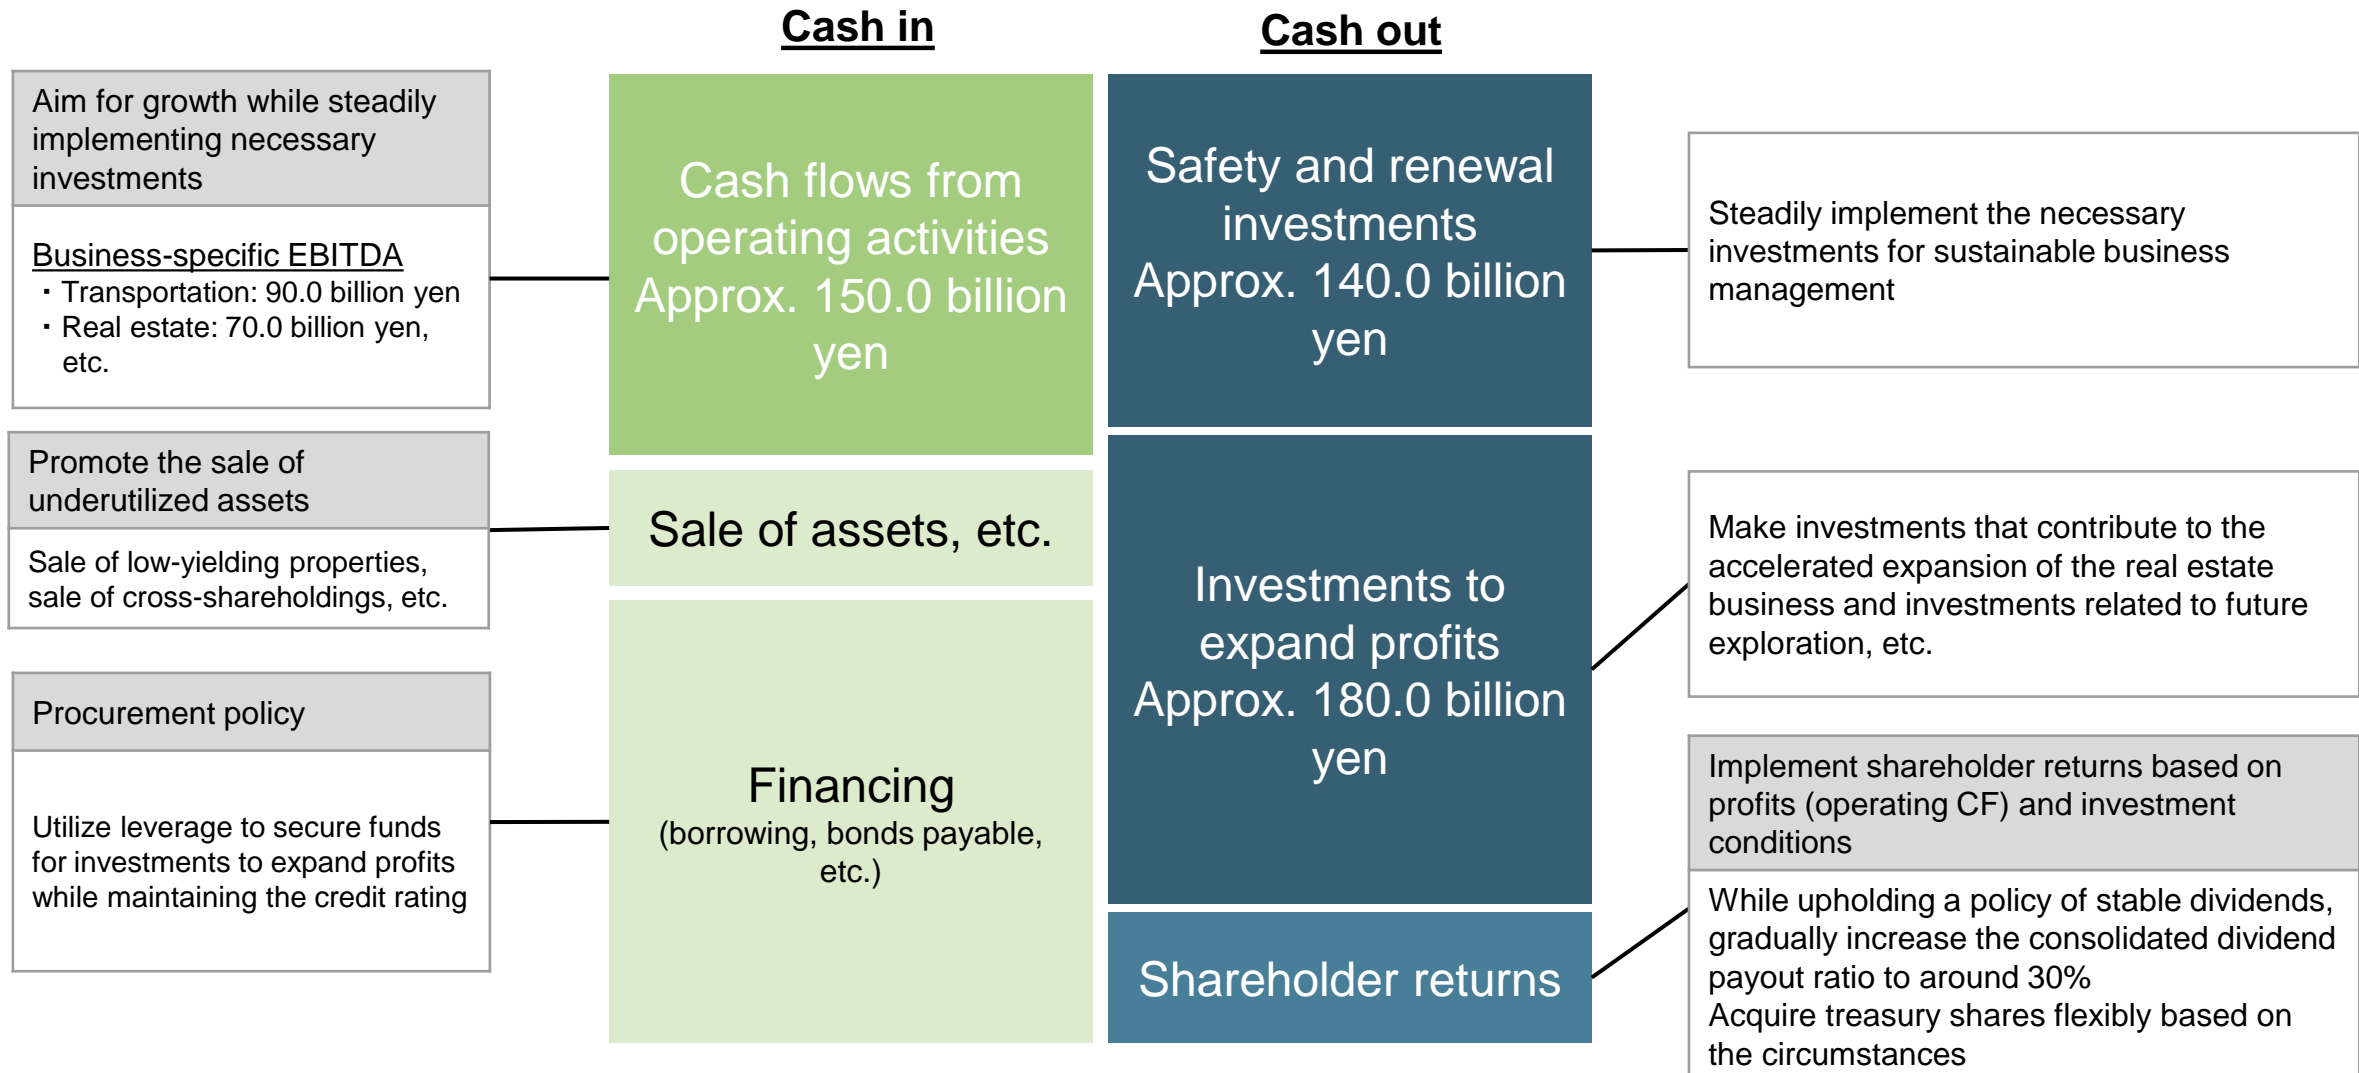 Cash in
Cash out
Aim for growth while steadily
implementing necessary
investments
Business-specific EBITDA
・Transportation: 90.0 billion yen
・Real estate: 70.0 billion yen,
etc.
Cash flows from
operating activities
Approx. 150.0 billion
yen
Safety and renewal
investments
Approx. 140.0 billion
yen
Steadily implement the necessary
investments for sustainable business
management
Promote the sale of
underutilized assets
Sale of low-yielding properties,
sale of cross-shareholdings, etc.
Sale of assets, etc.
Investments to
expand profits
Approx. 180.0 billion
yen
Make investments that contribute to the
accelerated expansion of the real estate
business and investments related to future
exploration, etc.
Procurement policy
Utilize leverage to secure funds
for investments to expand profits
while maintaining the credit rating
Financing
(borrowing, bonds payable,
etc.)
Shareholder returns
Implement shareholder returns based on
profits (operating CF) and investment
conditions
While upholding a policy of stable dividends,
gradually increase the consolidated dividend
payout ratio to around 30%
Acquire treasury shares flexibly based on
the circumstances